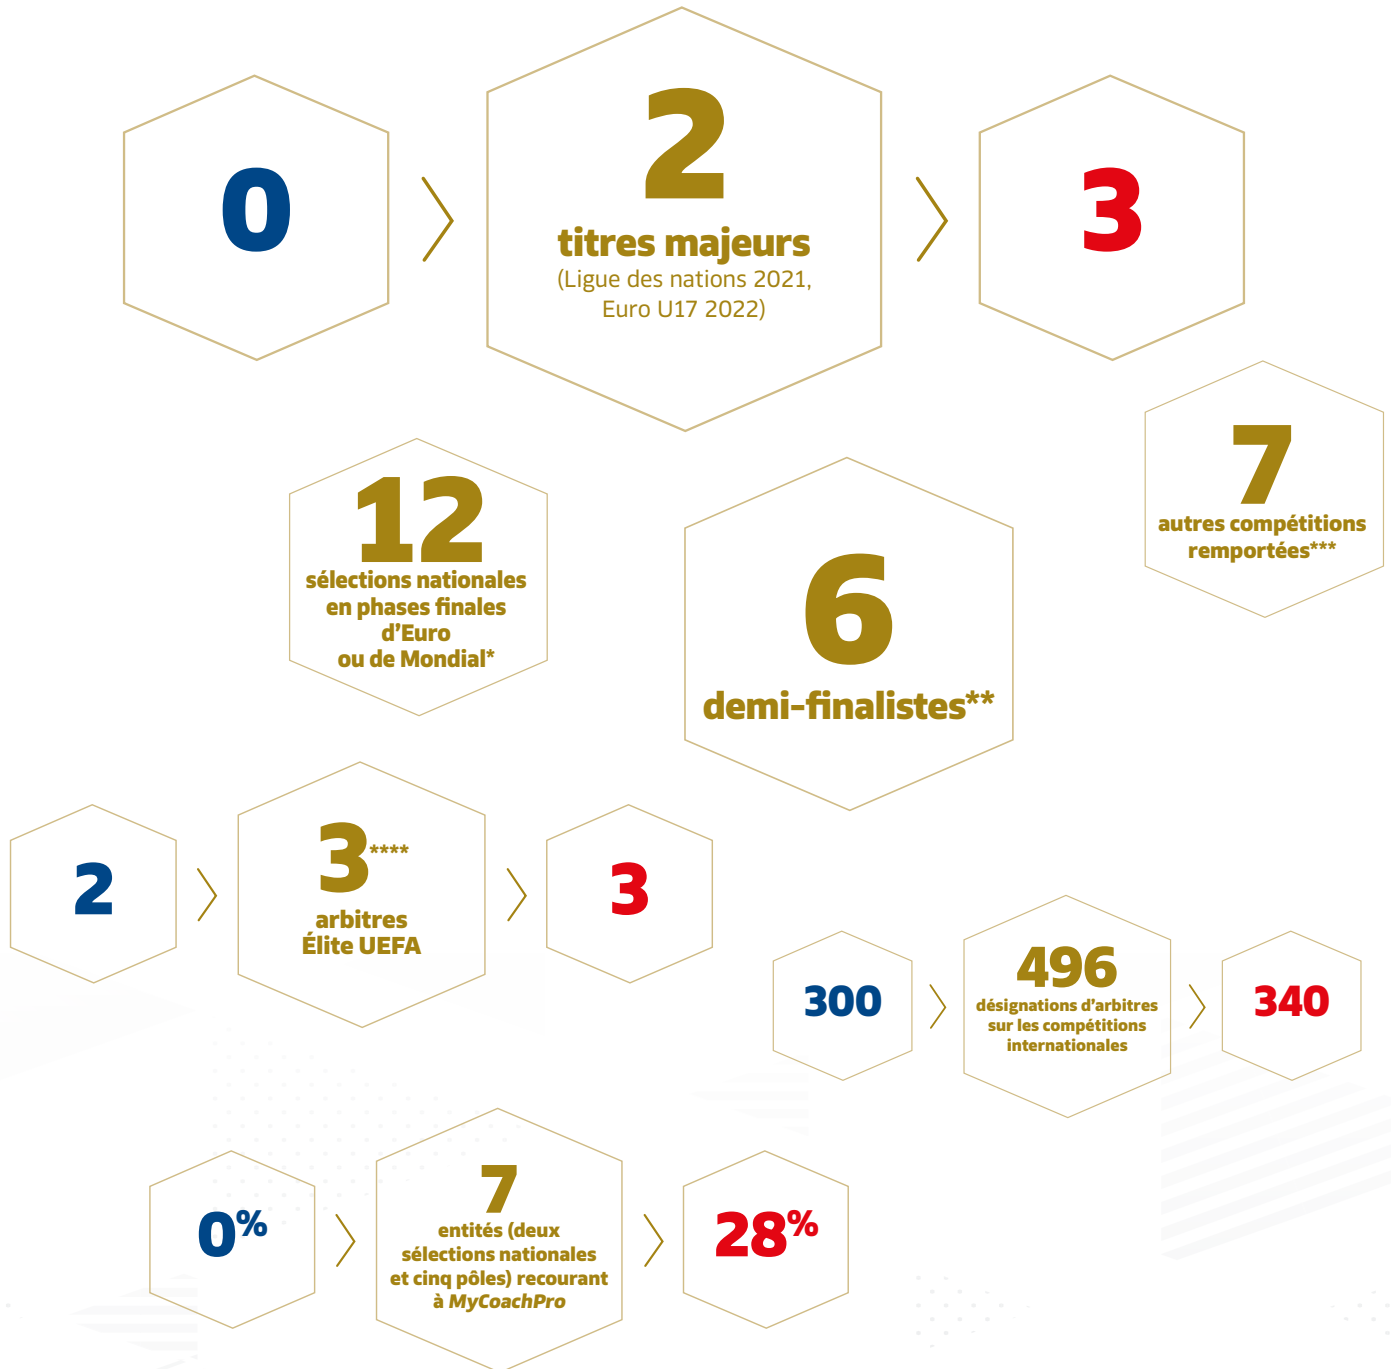 0
2
titres majeurs
(Ligue des nations 2021,
Euro U17 2022)
3
7
autres compétitions
remportées***
12
sélections nationales
en phases finales
d’Euro
ou de Mondial*
6
demi-finalistes**
2
3****
arbitres
Élite UEFA
3
300
496
désignations d’arbitres
sur les compétitions
internationales
340
0%
7
entités (deux
sélections nationales
et cinq pôles) recourant
à MyCoachPro
28%